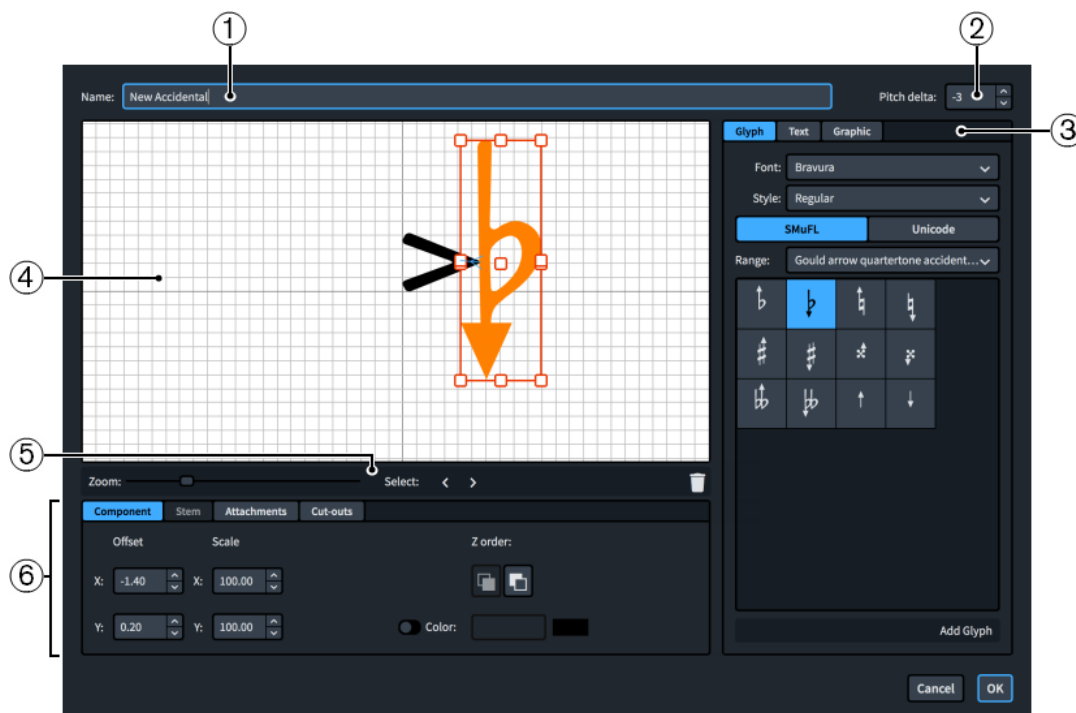 ① ②
Name: New Accidental Pitch delta: -3
Glyph Text Graphic ③
Font: Bravura
Style: Regular
SMuFL Unicode
④ Range: Gould arrow quartertone accident...
⑤
Zoom: Select: < >
Component Stem Attachments Cut-outs
Offset Scale Z order:
⑥ X: -1.40 X: 100.00
Y: 0.20 Y: 100.00 Color:
Add Glyph
Cancel OK